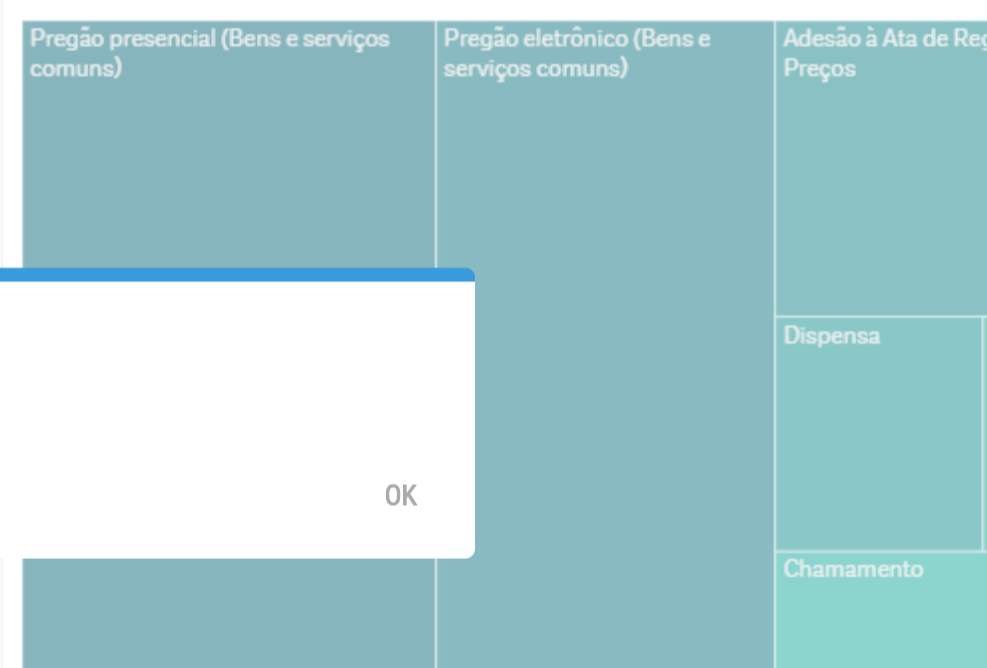 Pregão presencial (Bens e serviços
comuns)
Pregão eletrônico (Bens e
serviços comuns)
Adesão à Ata de
Preços
Dispensa
OK
Chamamento